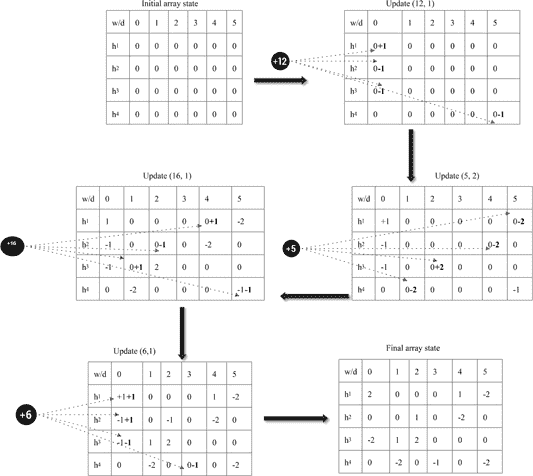 Initial array state
w/d 0 1 2 3 4 5
h1 0 0 0 0 0 0
h2 0 0 0 0 0 0
h3 0 0 0 0 0 0
h4 0 0 0 0 0 0
Update (12, 1)
+12
w/d 0 1 2 3 4 5
h1 0+1 0 0 0 0 0
h2 0-1 0 0 0 0 0
h3 0-1 0 0 0 0 0
h4 0 0 0 0 0 0-1
Update (16, 1)
+16
w/d 0 1 2 3 4 5
h1 1 0 0 0 0+1 -2
h2 -1 0 0-1 0 -2 0
h3 -1 0+1 2 0 0 0
h4 0 -2 0 0 0 -1-1
Update (5, 2)
+5
w/d 0 1 2 3 4 5
h1 +1 0 0 0 0 0-2
h2 -1 0 0 0 0-2 0
h3 -1 0 0+2 0 0 0
h4 0 0-2 0 0 0 -1
Update (6,1)
+6
w/d 0 1 2 3 4 5
h1 +1+1 0 0 0 1 -2
h2 -1+1 0 -1 0 -2 0
h3 -1-1 1 2 0 0 0
h4 0 -2 0 0-1 0 -2
Final array state
w/d 0 1 2 3 4 5
h1 2 0 0 0 1 -2
h2 0 0 1 0 -2 0
h3 -2 1 2 0 0 0
h4 0 -2 0 -1 0 -2